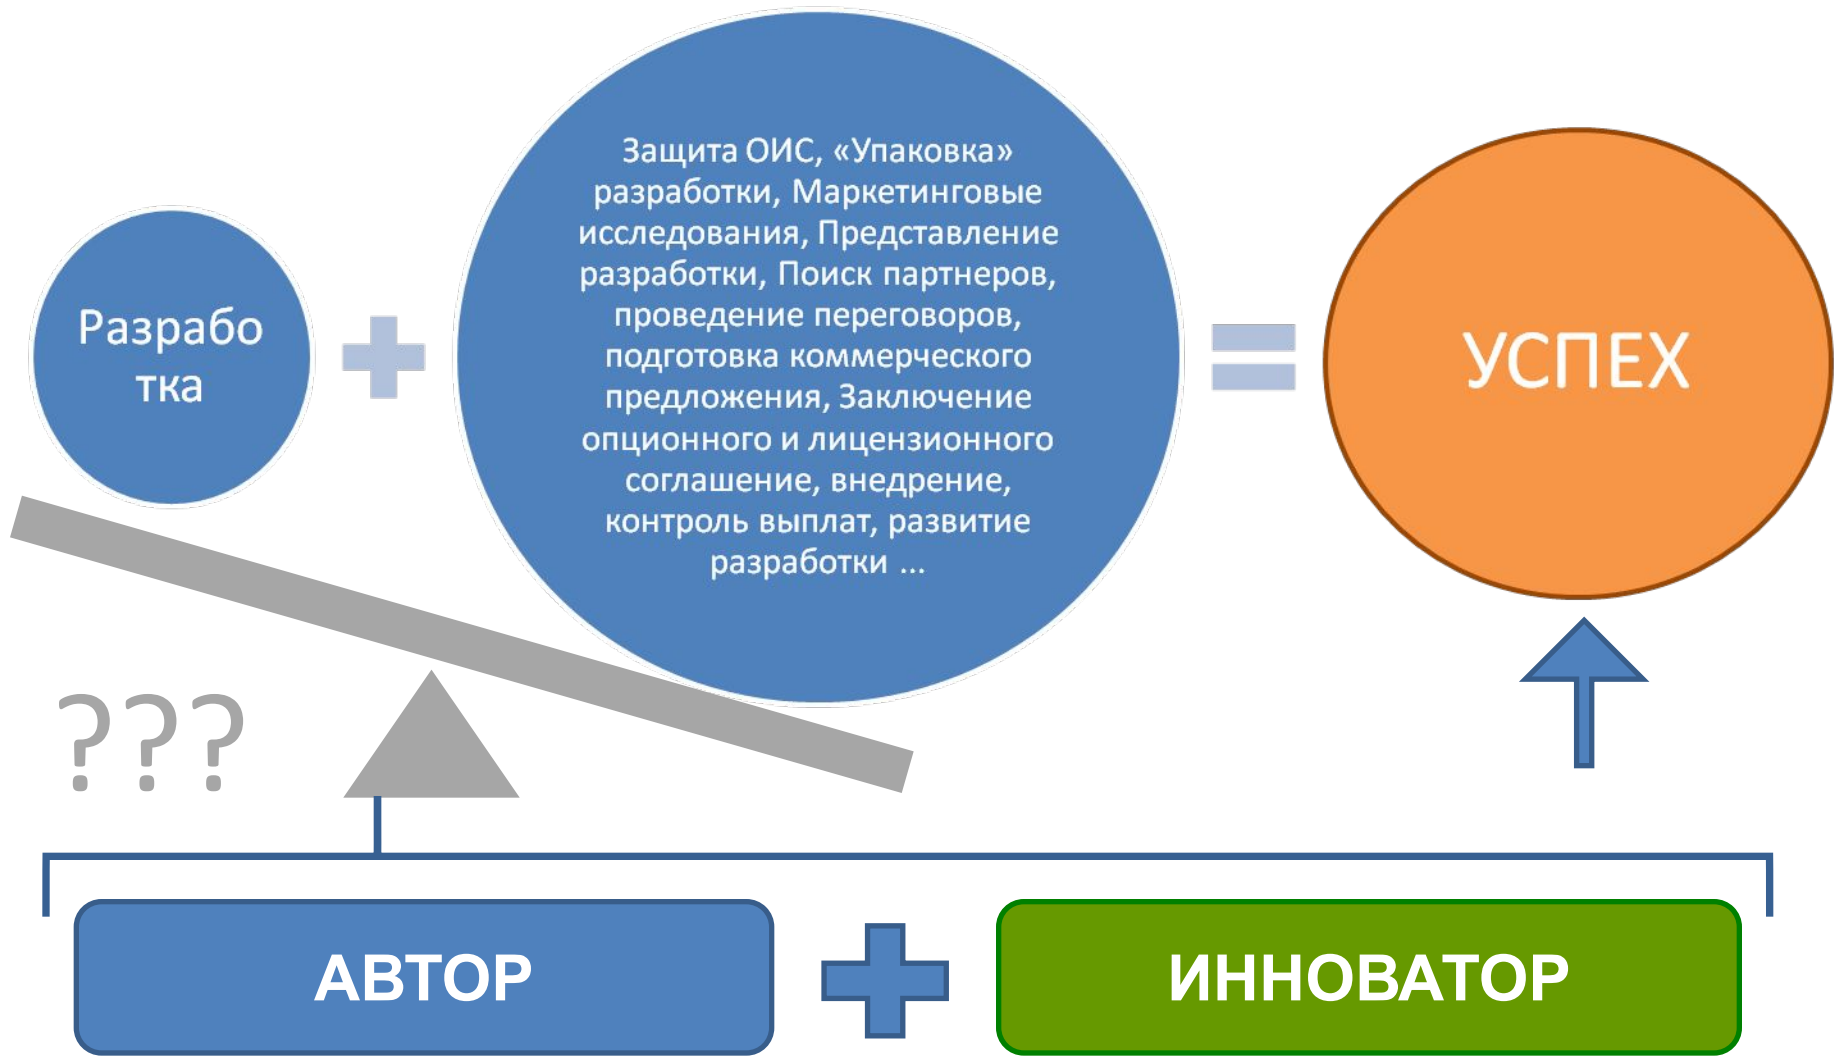 Разрабо
тка
Защита ОИС, «Упаковка»
разработки, Маркетинговые
исследования, Представление
разработки, Поиск партнеров,
проведение переговоров,
подготовка коммерческого
предложения, Заключение
опционного и лицензионного
соглашение, внедрение,
контроль выплат, развитие
разработки ...
УСПЕХ
???
АВТОР
ИННОВАТОР